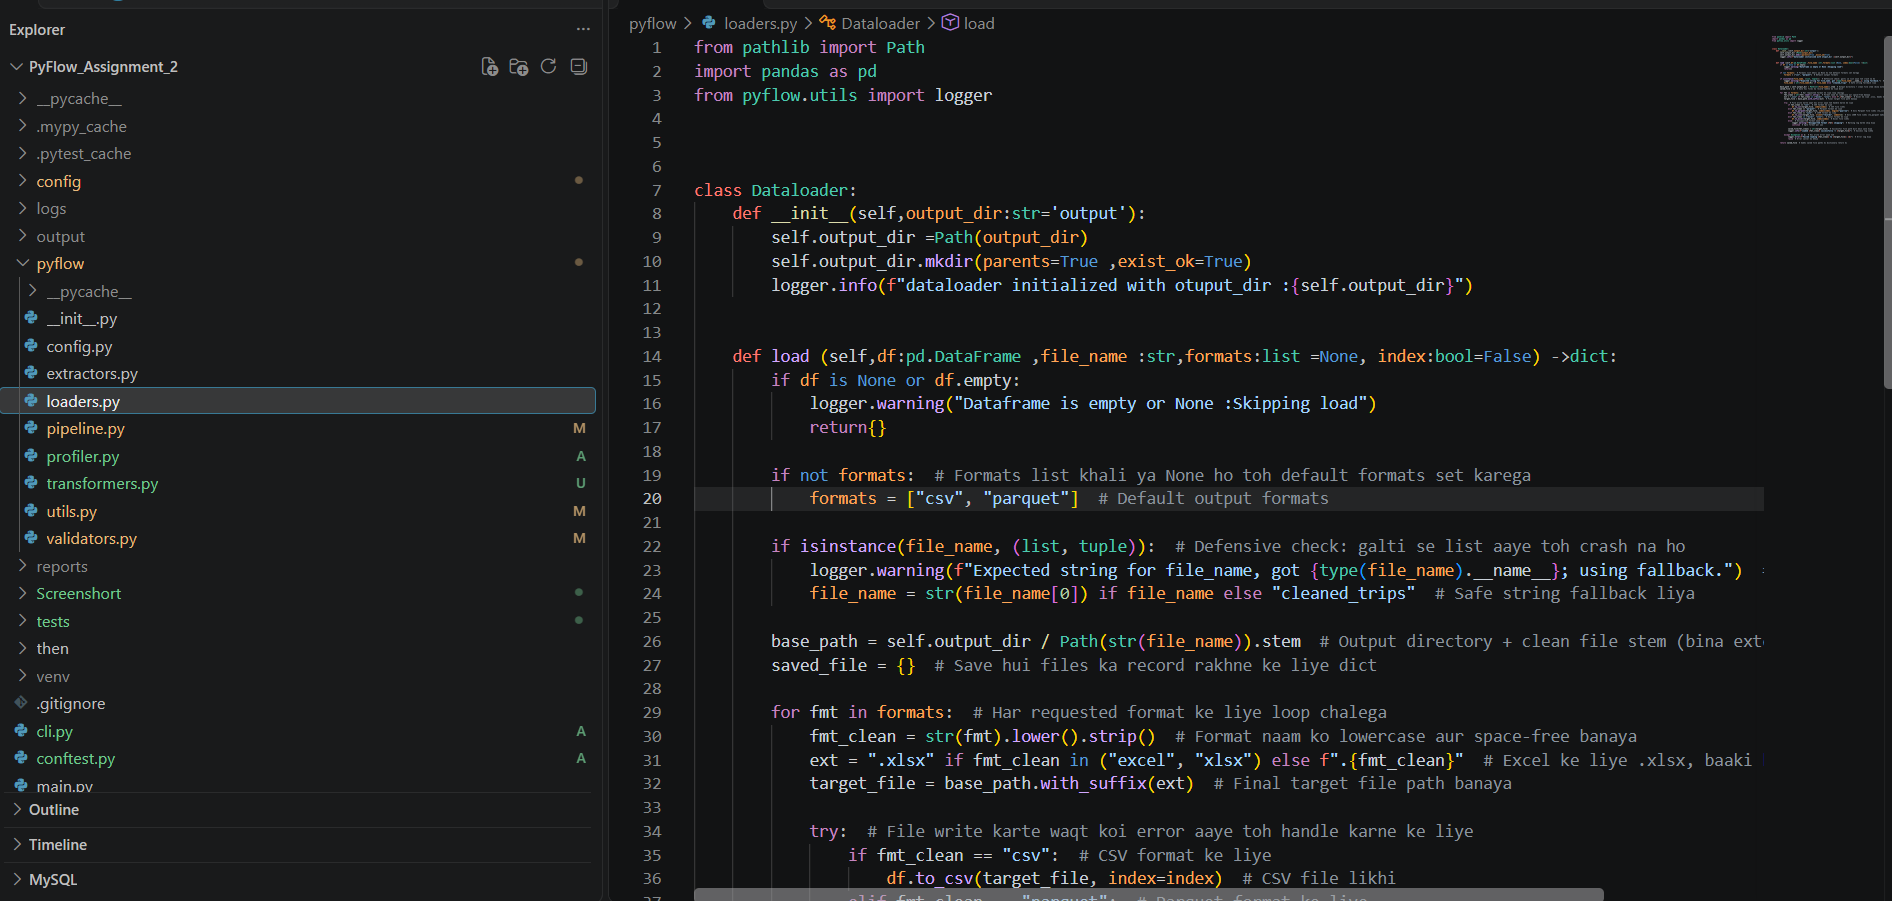 Explorer
PyFlow_Assignment_2
__pycache__
.mypy_cache
.pytest_cache
config
logs
output
pyflow
__pycache__
__init__.py
config.py
extractors.py
loaders.py
pipeline.py M
profiler.py A
transformers.py U
utils.py M
validators.py M
reports
Screenshort
tests
then
venv
.gitignore
cli.py A
conftest.py A
main.py
Outline
Timeline
MySQL
pyflow > loaders.py > Dataloader > load
1 from pathlib import Path
2 import pandas as pd
3 from pyflow.utils import logger
4
5
6
7 class Dataloader:
8 def __init__(self,output_dir:str='output'):
9 self.output_dir =Path(output_dir)
10 self.output_dir.mkdir(parents=True ,exist_ok=True)
11 logger.info(f"dataloader initialized with otuput_dir :{self.output_dir}")
12
13
14 def load (self,df:pd.DataFrame ,file_name :str,formats:list =None, index:bool=False) ->dict:
15 if df is None or df.empty:
16 logger.warning("Dataframe is empty or None :Skipping load")
17 return{}
18
19 if not formats: # Formats list khali ya None ho toh default formats set karega
20 formats = ["csv", "parquet"] # Default output formats
21
22 if isinstance(file_name, (list, tuple)): # Defensive check: galti se list aaye toh crash na ho
23 logger.warning(f"Expected string for file_name, got {type(file_name).__name__}; using fallback.")
24 file_name = str(file_name[0]) if file_name else "cleaned_trips" # Safe string fallback liya
25
26 base_path = self.output_dir / Path(str(file_name)).stem # Output directory + clean file stem (bina ext
27 saved_file = {} # Save hui files ka record rakhne ke liye dict
28
29 for fmt in formats: # Har requested format ke liye loop chalega
30 fmt_clean = str(fmt).lower().strip() # Format naam ko lowercase aur space-free banaya
31 ext = ".xlsx" if fmt_clean in ("excel", "xlsx") else f".{fmt_clean}" # Excel ke liye .xlsx, baaki
32 target_file = base_path.with_suffix(ext) # Final target file path banaya
33
34 try: # File write karte waqt koi error aaye toh handle karne ke liye
35 if fmt_clean == "csv": # CSV format ke liye
36 df.to_csv(target_file, index=index) # CSV file likhi